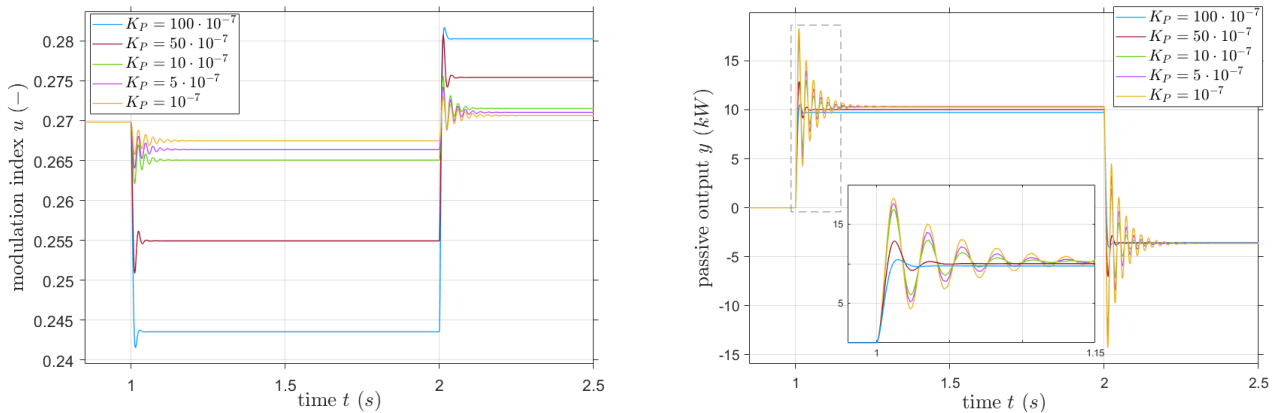 modulation index u (−)
0.28
0.275
0.27
0.265
0.26
0.255
0.25
0.245
0.24
K_P = 100 · 10^-7
K_P = 50 · 10^-7
K_P = 10 · 10^-7
K_P = 5 · 10^-7
K_P = 10^-7
1
1.5
2
2.5
time t (s)
passive output y (kW)
15
10
5
0
-5
-10
-15
K_P = 100 · 10^-7
K_P = 50 · 10^-7
K_P = 10 · 10^-7
K_P = 5 · 10^-7
K_P = 10^-7
15
10
5
1
1.15
1
1.5
2
2.5
time t (s)